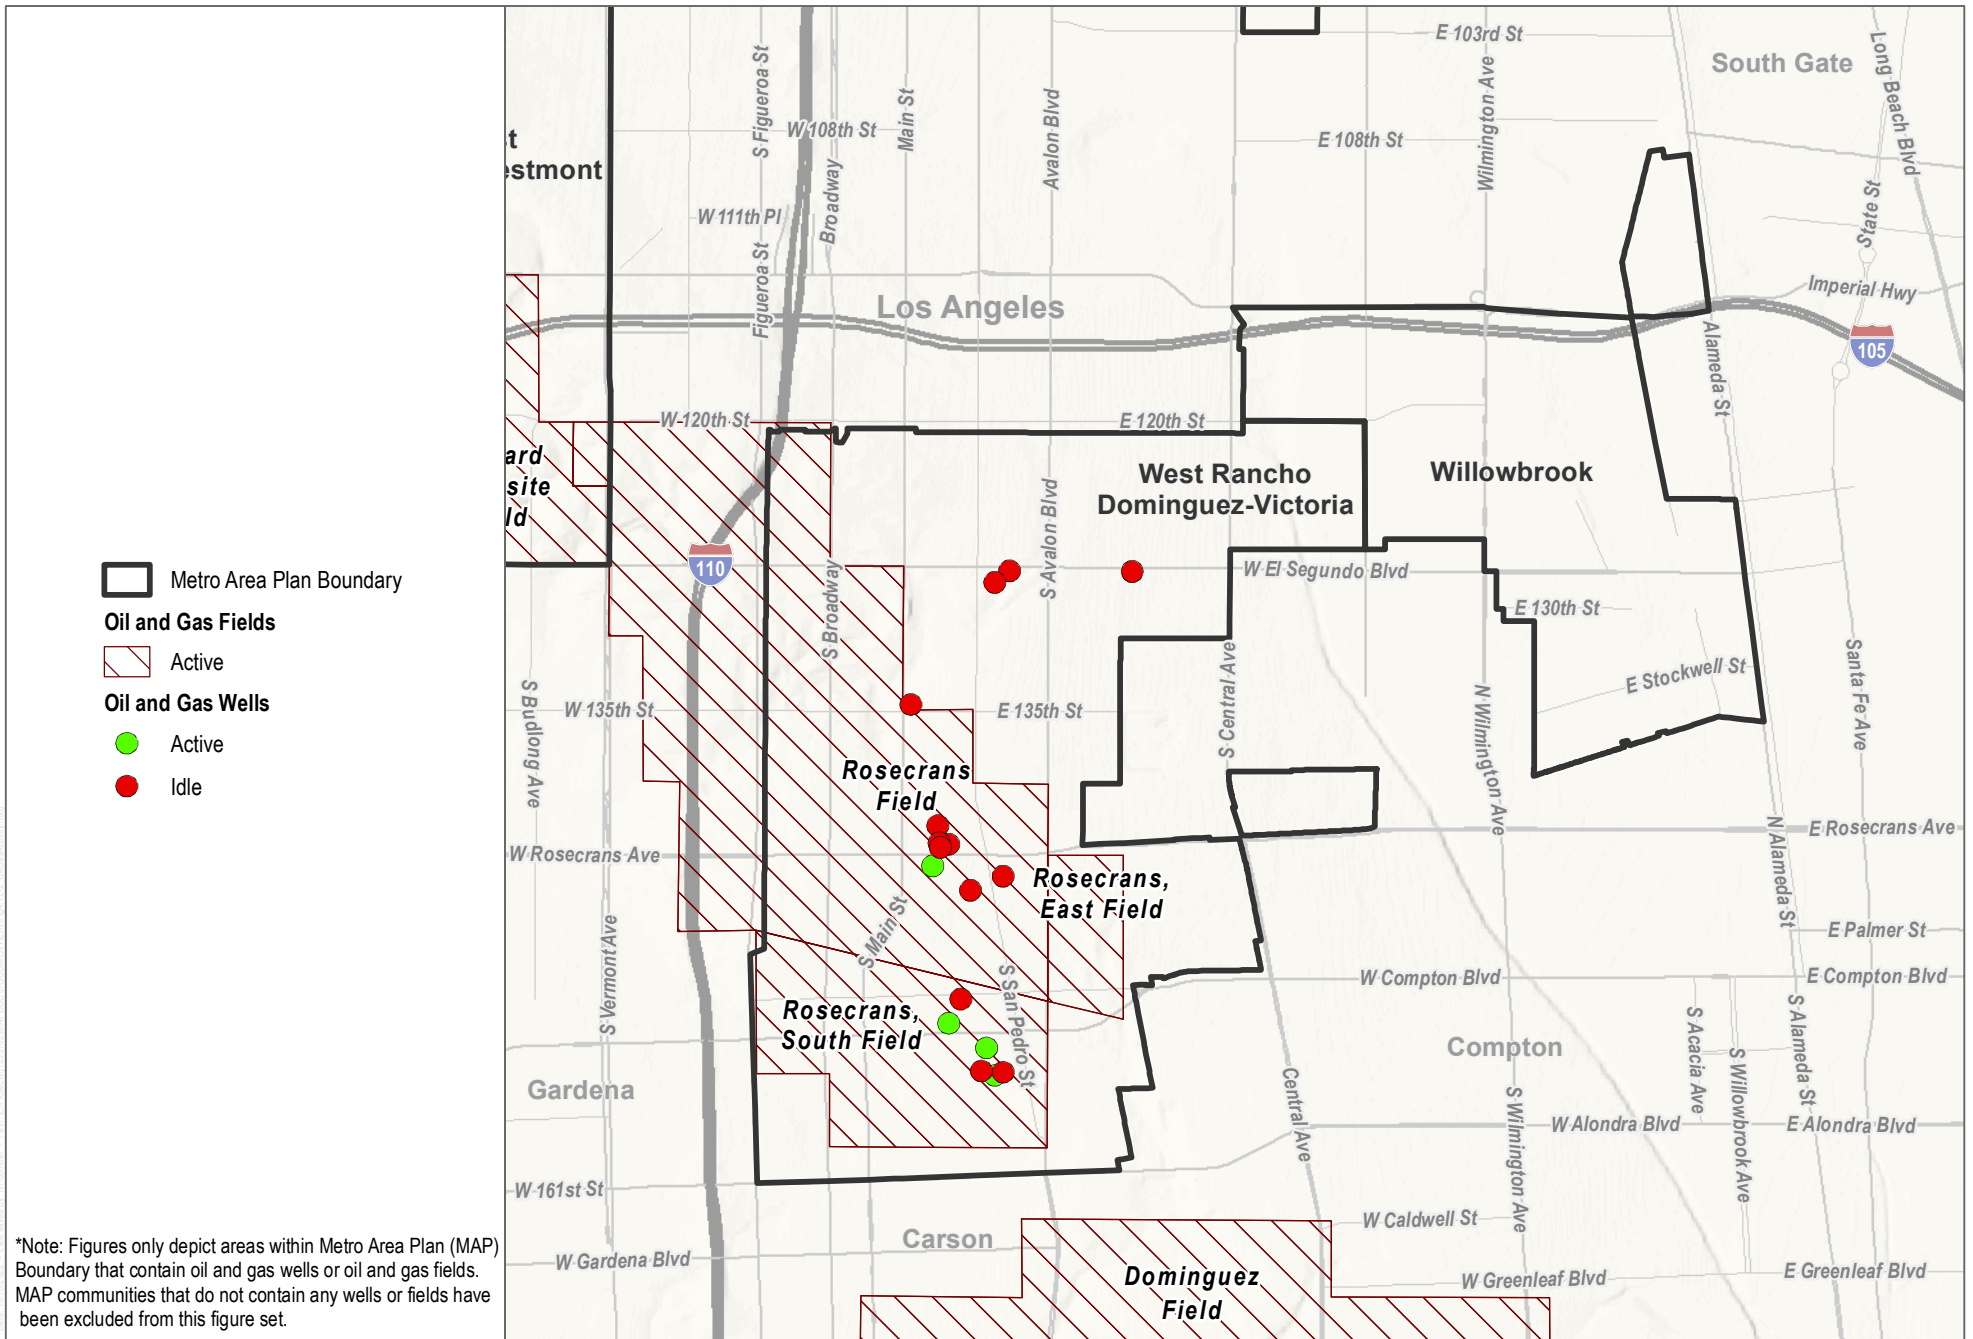 Metro Area Plan Boundary
Oil and Gas Fields
Active
Oil and Gas Wells
Active
Idle
*Note: Figures only depict areas within Metro Area Plan (MAP)
Boundary that contain oil and gas wells or oil and gas fields.
MAP communities that do not contain any wells or fields have
been excluded from this figure set.
E 103rd St
South Gate
Long Beach Blvd
S Figueroa St
W 108th St
Main St
Avalon Blvd
E 108th St
Wilmington Ave
st
estmont
Broadway
W 111th Pl
State St
Figueroa St
Los Angeles
Imperial Hwy
105
Alameda St
W 120th St
E 120th St
ard
site
ld
West Rancho
Dominguez-Victoria
Willowbrook
S Avalon Blvd
110
W El Segundo Blvd
S Broadway
E 130th St
E Stockwell St
S Budlong Ave
W 135th St
E 135th St
S Central Ave
N Wilmington Ave
Santa Fe Ave
Rosecrans
Field
W Rosecrans Ave
E Rosecrans Ave
Rosecrans,
East Field
N Alameda St
S Main St
S Vermont Ave
E Palmer St
W Compton Blvd
E Compton Blvd
S San Pedro St
Rosecrans,
South Field
Compton
S Acacia Ave
S Willowbrook Ave
S Alameda St
Gardena
Central Ave
S Wilmington Ave
W Alondra Blvd
E Alondra Blvd
W 161st St
Carson
W Caldwell St
W Gardena Blvd
Dominguez
Field
W Greenleaf Blvd
E Greenleaf Blvd